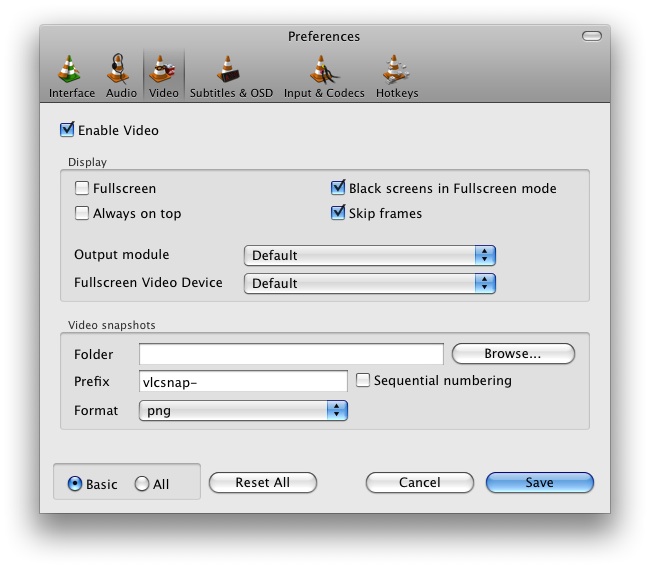 Preferences
Interface Audio Video Subtitles & OSD Input & Codecs Hotkeys
Enable Video
Display
Fullscreen Black screens in Fullscreen mode
Always on top Skip frames
Output module Default
Fullscreen Video Device Default
Video snapshots
Folder Browse...
Prefix vlcsnap- Sequential numbering
Format png
Basic All Reset All Cancel Save